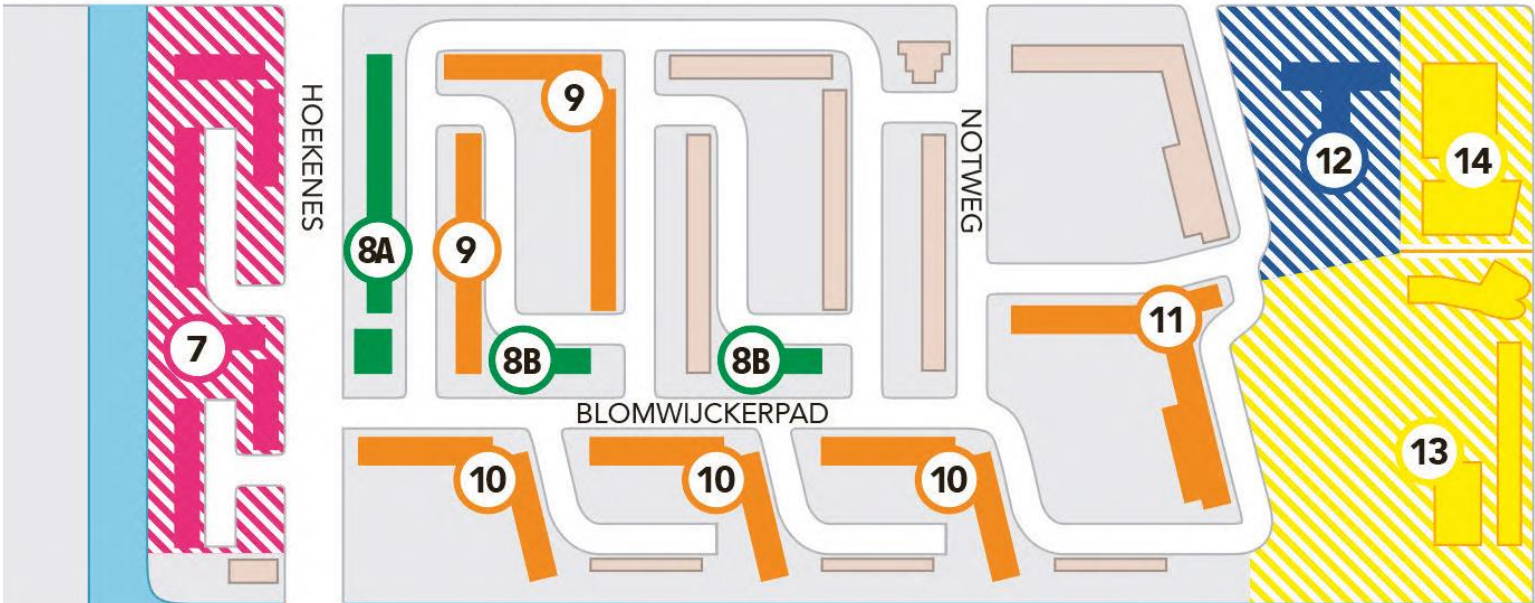 HOEKENES
9
NOTWEG
12
14
8A
9
7
8B
8B
11
BLOMWIJCKERPAD
10
10
10
13